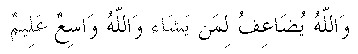 وَاللّهُ يُضَاعِفُ لِمَن يَشَاء وَاللّهُ وَاسِعٌ عَلِيمٌ